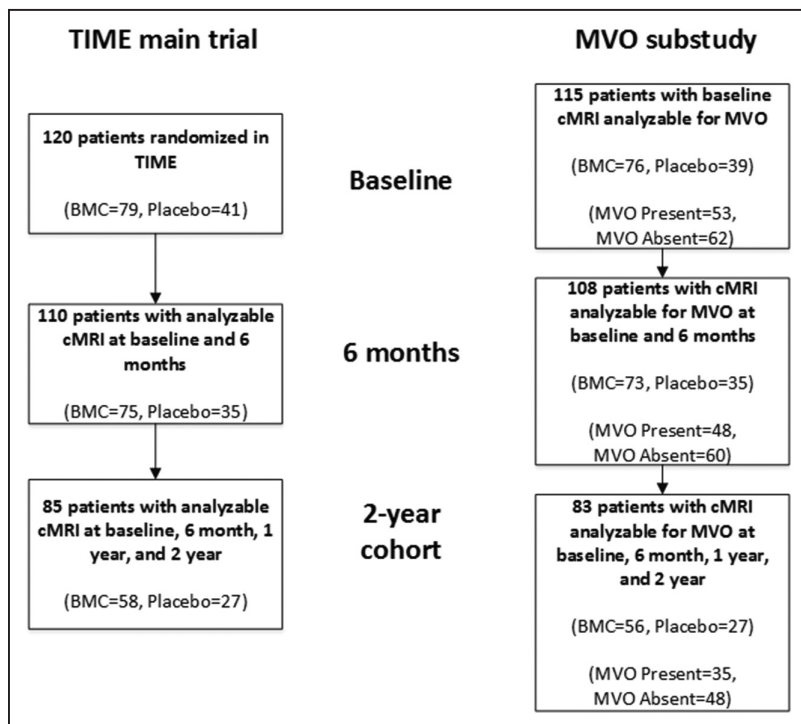 TIME main trial
MVO substudy
120 patients randomized in
TIME
(BMC=79, Placebo=41)
Baseline
115 patients with baseline
cMRI analyzable for MVO
(BMC=76, Placebo=39)
(MVO Present=53,
MVO Absent=62)
110 patients with analyzable
cMRI at baseline and 6
months
(BMC=75, Placebo=35)
6 months
108 patients with cMRI
analyzable for MVO at
baseline and 6 months
(BMC=73, Placebo=35)
(MVO Present=48,
MVO Absent=60)
85 patients with analyzable
cMRI at baseline, 6 month, 1
year, and 2 year
(BMC=58, Placebo=27)
2-year
cohort
83 patients with cMRI
analyzable for MVO at
baseline, 6 month, 1 year,
and 2 year
(BMC=56, Placebo=27)
(MVO Present=35,
MVO Absent=48)